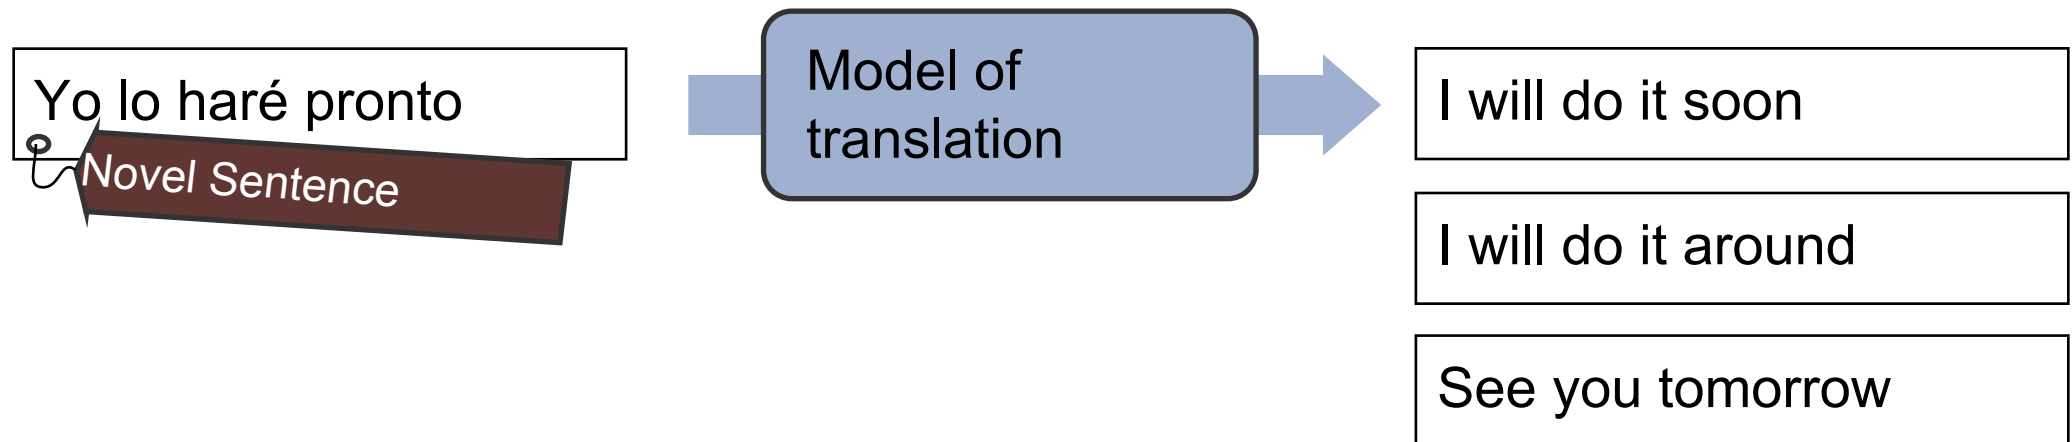 Yo lo haré pronto
Novel Sentence
Model of
translation
I will do it soon
I will do it around
See you tomorrow